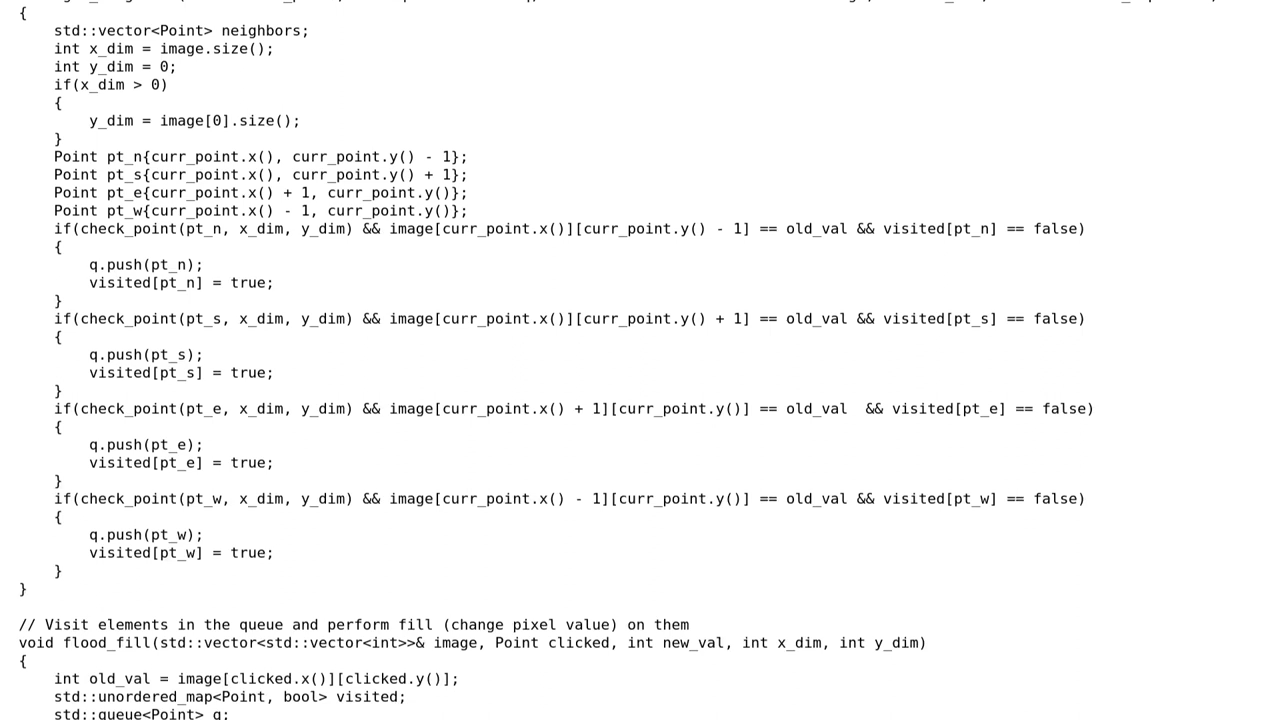 {
    std::vector<Point> neighbors;
    int x_dim = image.size();
    int y_dim = 0;
    if(x_dim > 0)
    {
        y_dim = image[0].size();
    }
    Point pt_n{curr_point.x(), curr_point.y() - 1};
    Point pt_s{curr_point.x(), curr_point.y() + 1};
    Point pt_e{curr_point.x() + 1, curr_point.y()};
    Point pt_w{curr_point.x() - 1, curr_point.y()};
    if(check_point(pt_n, x_dim, y_dim) && image[curr_point.x()][curr_point.y() - 1] == old_val && visited[pt_n] == false)
    {
        q.push(pt_n);
        visited[pt_n] = true;
    }
    if(check_point(pt_s, x_dim, y_dim) && image[curr_point.x()][curr_point.y() + 1] == old_val && visited[pt_s] == false)
    {
        q.push(pt_s);
        visited[pt_s] = true;
    }
    if(check_point(pt_e, x_dim, y_dim) && image[curr_point.x() + 1][curr_point.y()] == old_val  && visited[pt_e] == false)
    {
        q.push(pt_e);
        visited[pt_e] = true;
    }
    if(check_point(pt_w, x_dim, y_dim) && image[curr_point.x() - 1][curr_point.y()] == old_val && visited[pt_w] == false)
    {
        q.push(pt_w);
        visited[pt_w] = true;
    }
}

// Visit elements in the queue and perform fill (change pixel value) on them
void flood_fill(std::vector<std::vector<int>>& image, Point clicked, int new_val, int x_dim, int y_dim)
{
    int old_val = image[clicked.x()][clicked.y()];
    std::unordered_map<Point, bool> visited;
    std::queue<Point> q;